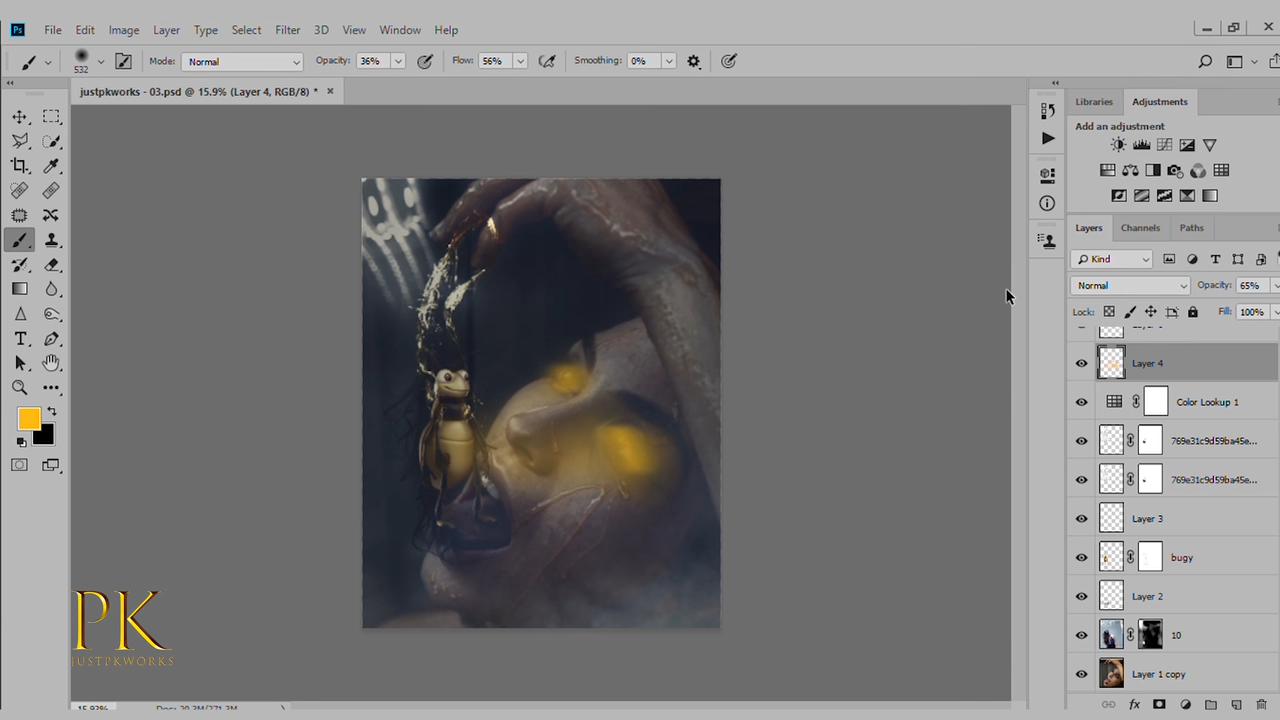 Ps File Edit Image Layer Type Select Filter 3D View Window Help
532 Mode: Normal Opacity: 36% Flow: 56% Smoothing: 0%
justpkworks - 03.psd @ 15.9% (Layer 4, RGB/8) *
Libraries Adjustments
Add an adjustment
Layers Channels Paths
Kind
Normal Opacity: 65%
Lock: Fill: 100%
Layer 4
Color Lookup 1
769e31c9d59ba45e...
769e31c9d59ba45e...
Layer 3
bugy
Layer 2
10
Layer 1 copy
PK
JUSTPKWORKS